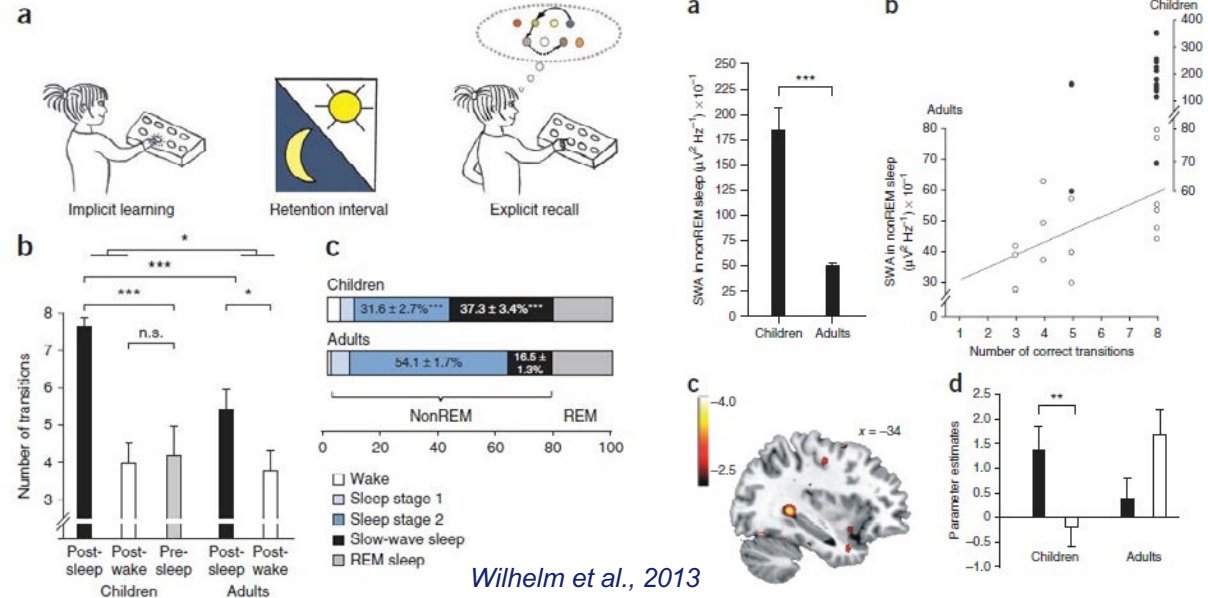 a
Implicit learning
Retention interval
Explicit recall
b
*
***
***
*
n.s.
Number of transitions
8
7
6
5
4
3
Post-sleep
Post-wake
Pre-sleep
Post-sleep
Post-wake
Children
Adults
c
Children
31.6 ± 2.7%***
37.3 ± 3.4%***
Adults
54.1 ± 1.7%
16.5 ±
1.3%
NonREM
REM
0 20 40 60 80 100
Wake
Sleep stage 1
Sleep stage 2
Slow-wave sleep
REM sleep
Wilhelm et al., 2013
a
***
SWA in nonREM sleep (µV² Hz⁻¹) × 10⁻¹
250
225
200
175
150
125
100
75
50
25
0
Children Adults
b
Children
400
300
200
100
80
70
60
Adults
SWA in nonREM sleep
(µV² Hz⁻¹) × 10⁻¹
80
70
60
50
40
30
0
1 2 3 4 5 6 7 8
Number of correct transitions
c
–4.0
–2.5
x = –34
d
**
Parameter estimates
2.5
2.0
1.5
1.0
0.5
0
–0.5
–1.0
Children Adults